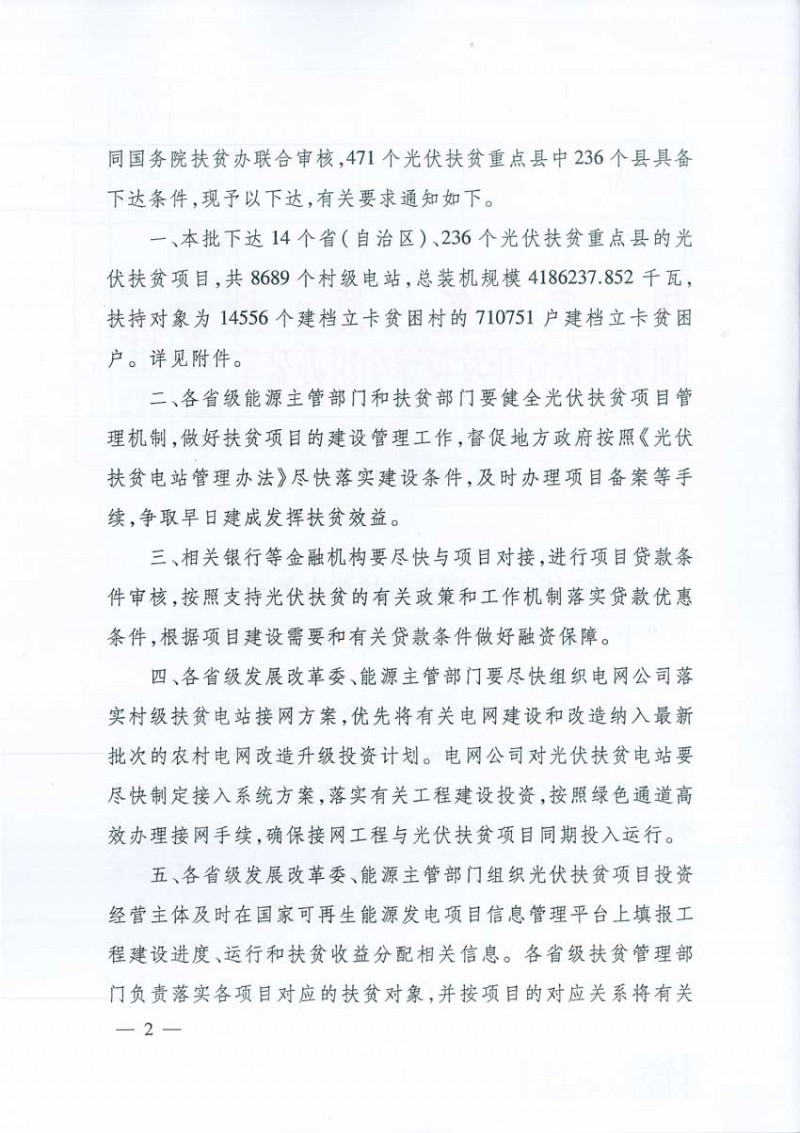 同国务院扶贫办联合审核,471个光伏扶贫重点县中236个县具备
下达条件,现予以下达,有关要求通知如下。
一、本批下达14个省(自治区)、236个光伏扶贫重点县的光
伏扶贫项目,共8689个村级电站,总装机规模4186237.852千瓦,
扶持对象为14556个建档立卡贫困村的710751户建档立卡贫困
户。详见附件。
二、各省级能源主管部门和扶贫部门要健全光伏扶贫项目管
理机制,做好扶贫项目的建设管理工作,督促地方政府按照《光伏
扶贫电站管理办法》尽快落实建设条件,及时办理项目备案等手
续,争取早日建成发挥扶贫效益。
三、相关银行等金融机构要尽快与项目对接,进行项目贷款条
件审核,按照支持光伏扶贫的有关政策和工作机制落实贷款优惠
条件,根据项目建设需要和有关贷款条件做好融资保障。
四、各省级发展改革委、能源主管部门要尽快组织电网公司落
实村级扶贫电站接网方案,优先将有关电网建设和改造纳入最新
批次的农村电网改造升级投资计划。电网公司对光伏扶贫电站要
尽快制定接入系统方案,落实有关工程建设投资,按照绿色通道高
效办理接网手续,确保接网工程与光伏扶贫项目同期投入运行。
五、各省级发展改革委、能源主管部门组织光伏扶贫项目投资
经营主体及时在国家可再生能源发电项目信息管理平台上填报工
程建设进度、运行和扶贫收益分配相关信息。各省级扶贫管理部
门负责落实各项目对应的扶贫对象,并按项目的对应关系将有关
— 2 —